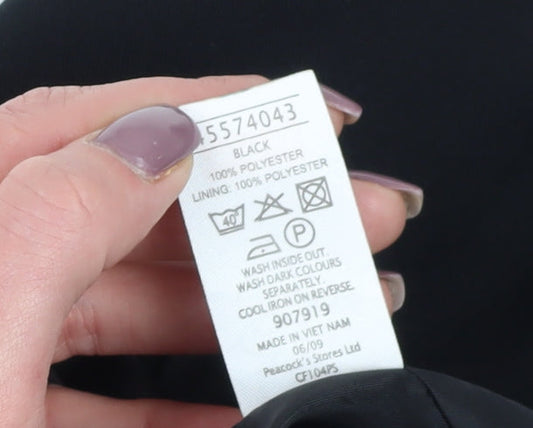 5574043
BLACK
100% POLYESTER
LINING: 100% POLYESTER
40°
P
WASH INSIDE OUT.
WASH DARK COLOURS
SEPARATELY.
COOL IRON ON REVERSE.
907919
MADE IN VIET NAM
06/09
Peacock's Stores Ltd
CF104PS